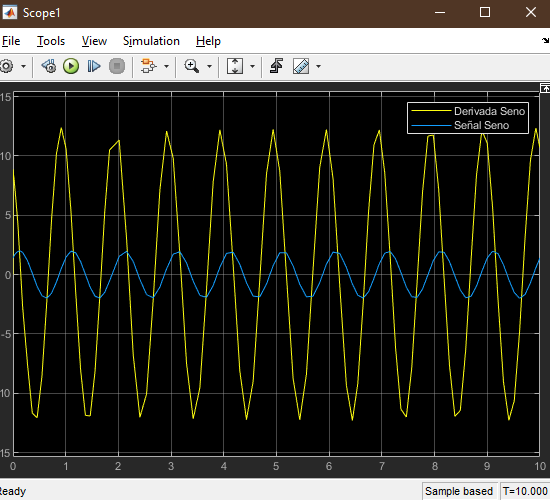 Scope1
File Tools View Simulation Help
Derivada Seno
Señal Seno
15
10
5
0
-5
10
15
0 1 2 3 4 5 6 7 8 9 10
Ready
Sample based T=10.000